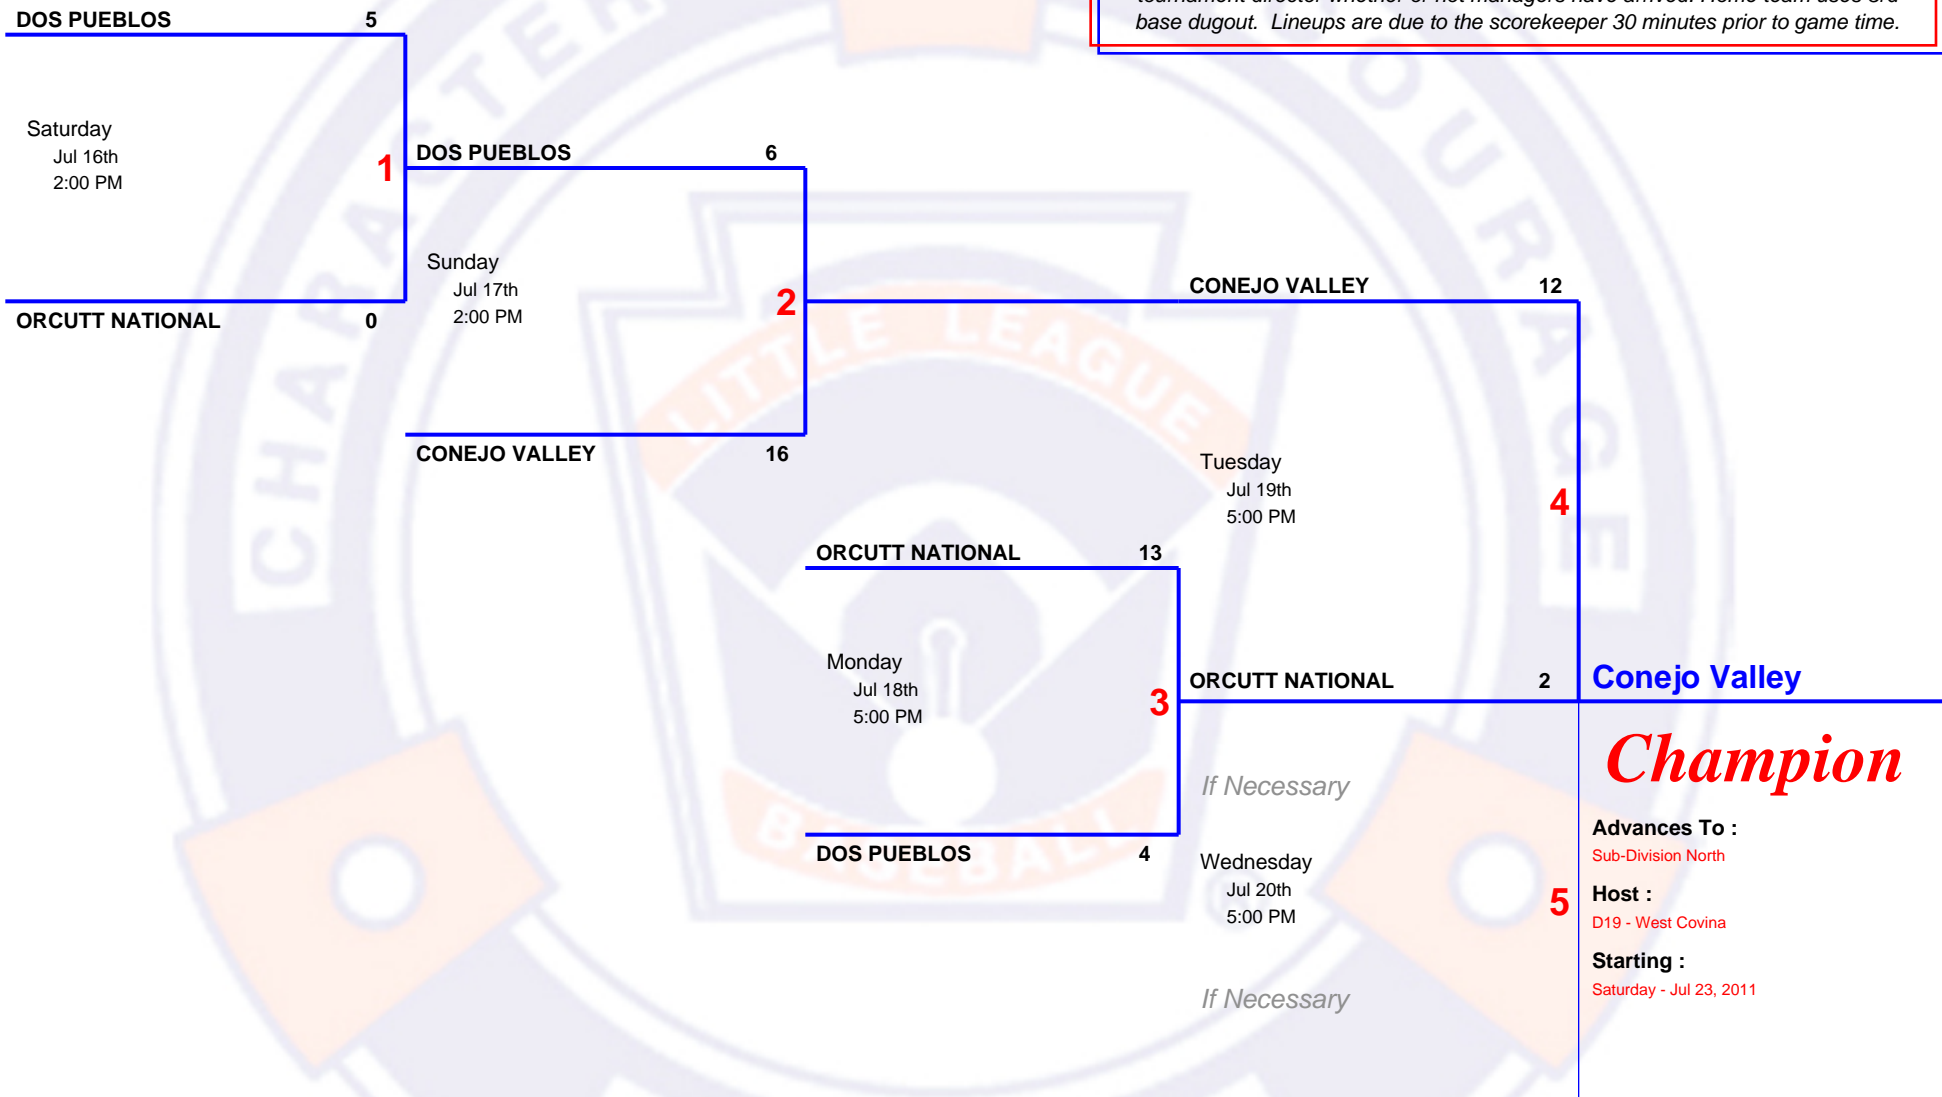 tournament director whether or not managers have arrived. Home team uses 3rd
base dugout.  Lineups are due to the scorekeeper 30 minutes prior to game time.
DOS PUEBLOS 5
Saturday
Jul 16th
2:00 PM
1
ORCUTT NATIONAL 0
DOS PUEBLOS 6
Sunday
Jul 17th
2:00 PM
2
CONEJO VALLEY 16
CONEJO VALLEY 12
Tuesday
Jul 19th
5:00 PM
4
ORCUTT NATIONAL 13
Monday
Jul 18th
5:00 PM
3
DOS PUEBLOS 4
ORCUTT NATIONAL 2
If Necessary
Wednesday
Jul 20th
5:00 PM
5
If Necessary
Conejo Valley
Champion
Advances To :
Sub-Division North
Host :
D19 - West Covina
Starting :
Saturday - Jul 23, 2011
CHARACTER
COURAGE
LITTLE LEAGUE
BASEBALL
®